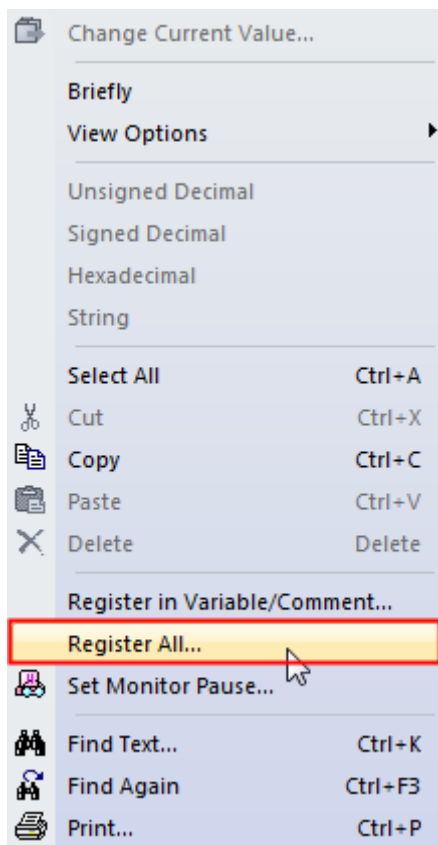 Change Current Value...
Briefly
View Options
Unsigned Decimal
Signed Decimal
Hexadecimal
String
Select All Ctrl+A
Cut Ctrl+X
Copy Ctrl+C
Paste Ctrl+V
Delete Delete
Register in Variable/Comment...
Register All...
Set Monitor Pause...
Find Text... Ctrl+K
Find Again Ctrl+F3
Print... Ctrl+P